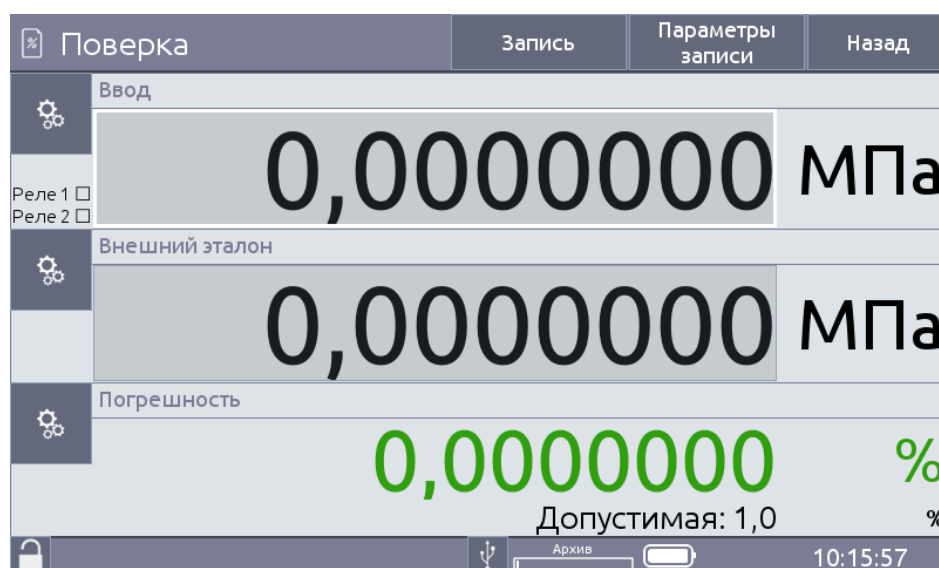 % Поверка
Запись
Параметры
записи
Назад
Ввод
0,0000000 МПа
Реле 1
Реле 2
Внешний эталон
0,0000000 МПа
Погрешность
0,0000000 %
Допустимая: 1,0 %
Архив
10:15:57